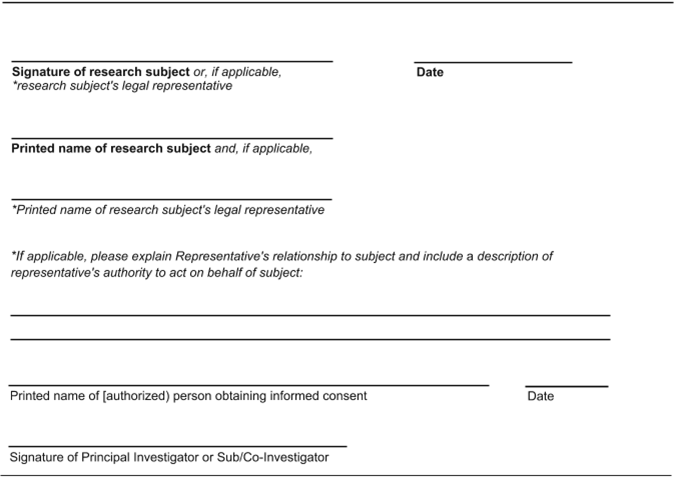 Signature of research subject or, if applicable, Date
*research subject's legal representative
Printed name of research subject and, if applicable,
*Printed name of research subject's legal representative
*If applicable, please explain Representative's relationship to subject and include a description of
representative's authority to act on behalf of subject:
Printed name of [authorized) person obtaining informed consent Date
Signature of Principal Investigator or Sub/Co-Investigator